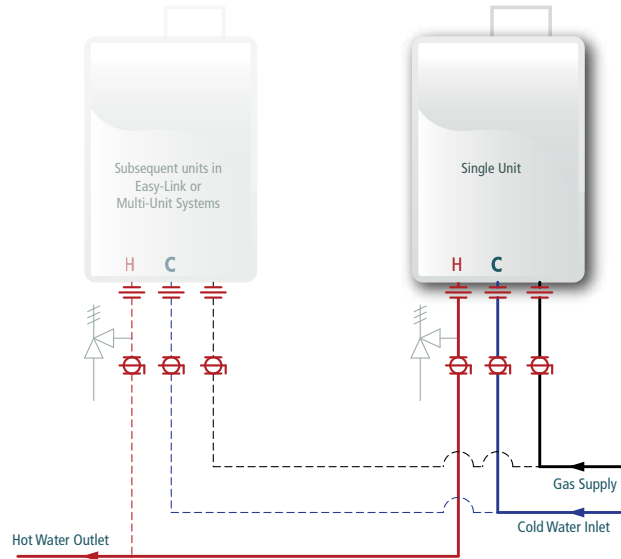 Subsequent units in
Easy-Link or
Multi-Unit Systems
H C
Single Unit
H C
Gas Supply
Cold Water Inlet
Hot Water Outlet